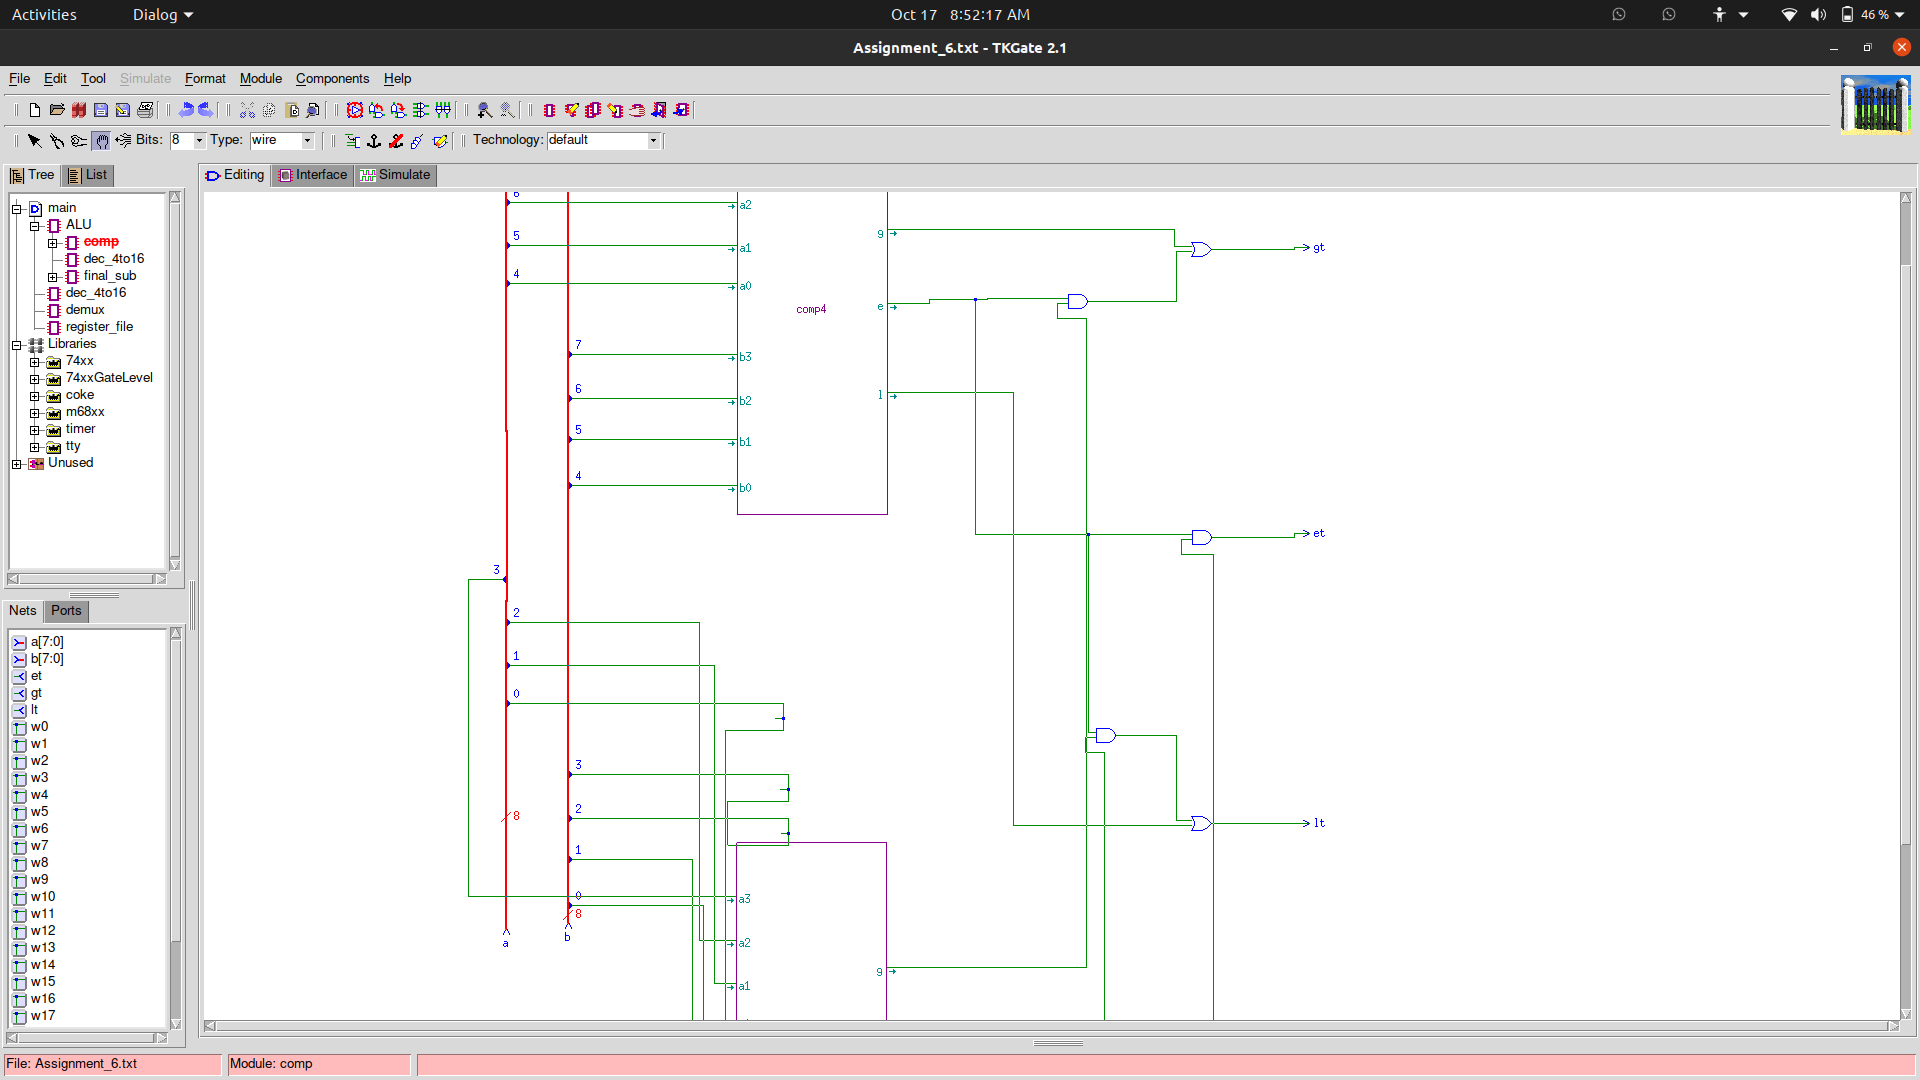 Activities
Dialog
Oct 17 8:52:17 AM
46 %
Assignment_6.txt - TKGate 2.1
File Edit Tool Simulate Format Module Components Help
Bits: 8 Type: wire Technology: default
Tree List
Editing Interface Simulate
main
ALU
comp
dec_4to16
final_sub
dec_4to16
demux
register_file
Libraries
74xx
74xxGateLevel
coke
m68xx
timer
tty
Unused
Nets Ports
a[7:0]
b[7:0]
et
gt
lt
w0
w1
w2
w3
w4
w5
w6
w7
w8
w9
w10
w11
w12
w13
w14
w15
w16
w17
6
a2
g
gt
5
a1
4
a0
comp4
e
7
b3
6
b2
l
5
b1
4
b0
et
3
2
1
0
3
2
8
lt
1
0
a3
8
a
b
a2
g
a1
File: Assignment_6.txt
Module: comp